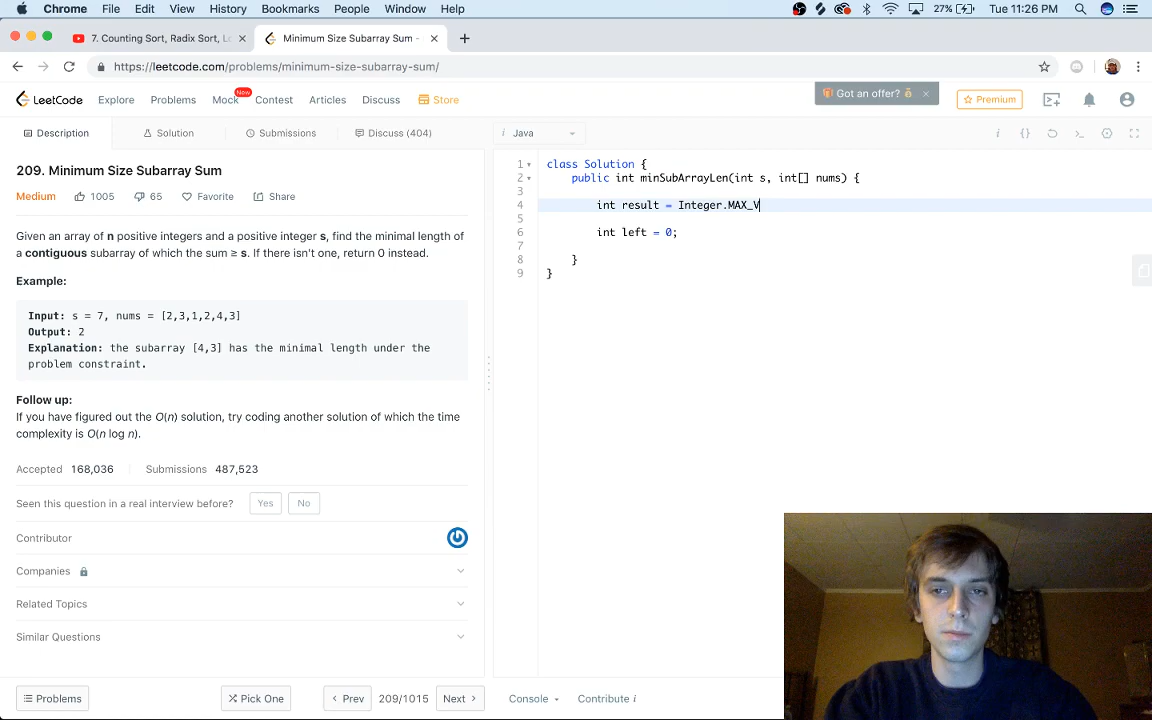 Chrome File Edit View History Bookmarks People Window Help 27% Tue 11:26 PM
7. Counting Sort, Radix Sort, Lo Minimum Size Subarray Sum -
https://leetcode.com/problems/minimum-size-subarray-sum/
LeetCode Explore Problems Mock New Contest Articles Discuss Store Got an offer? Premium
Description Solution Submissions Discuss (404) Java
209. Minimum Size Subarray Sum
Medium 1005 65 Favorite Share
Given an array of n positive integers and a positive integer s, find the minimal length of
a contiguous subarray of which the sum ≥ s. If there isn't one, return 0 instead.
Example:
Input: s = 7, nums = [2,3,1,2,4,3]
Output: 2
Explanation: the subarray [4,3] has the minimal length under the
problem constraint.
Follow up:
If you have figured out the O(n) solution, try coding another solution of which the time
complexity is O(n log n).
Accepted 168,036 Submissions 487,523
Seen this question in a real interview before? Yes No
Contributor
Companies
Related Topics
Similar Questions
Problems Pick One Prev 209/1015 Next
1 class Solution {
2 public int minSubArrayLen(int s, int[] nums) {
3
4 int result = Integer.MAX_V
5
6 int left = 0;
7
8 }
9 }
Console Contribute i